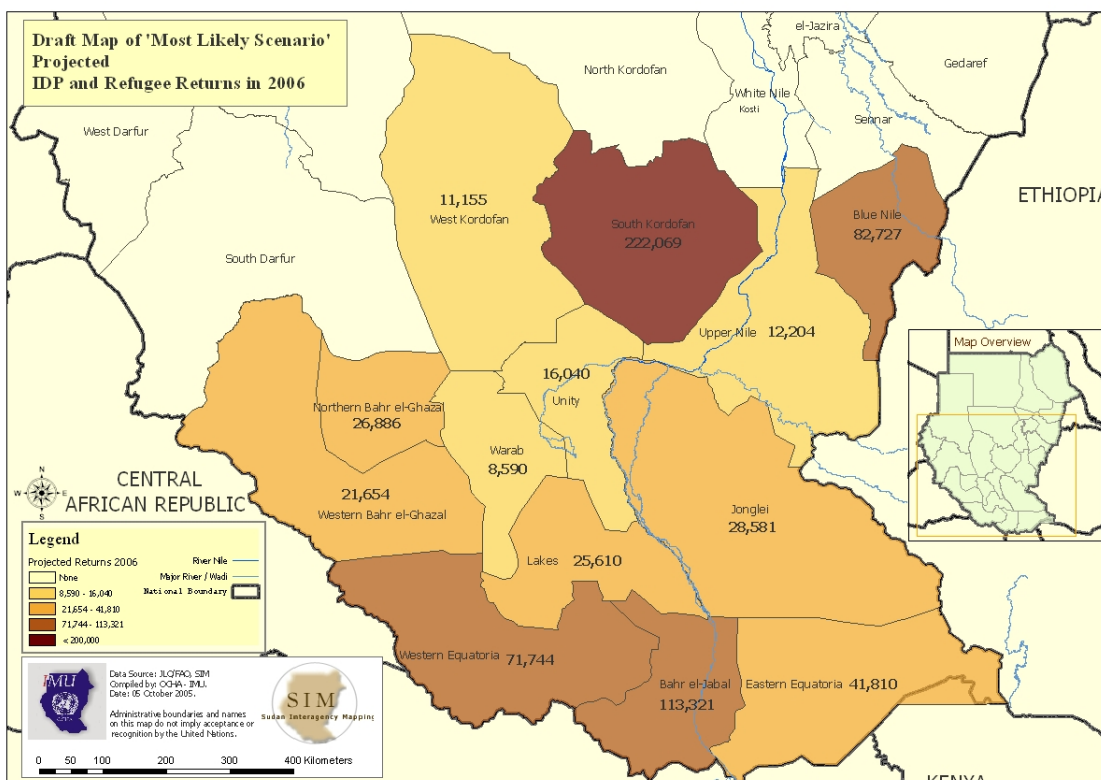 Draft Map of 'Most Likely Scenario'
Projected
IDP and Refugee Returns in 2006
el-Jazira
North Kordofan
Gedaref
White Nile
Kosti
Sennar
West Darfur
ETHIOPIA
11,155
West Kordofan
South Kordofan
222,069
Blue Nile
82,727
South Darfur
Upper Nile
12,204
Map Overview
16,040
Unity
Northern Bahr el-Ghazal
26,886
Warab
8,590
CENTRAL
AFRICAN REPUBLIC
N
W
E
S
21,654
Western Bahr el-Ghazal
Jonglei
28,581
Lakes
25,610
Legend
Projected Returns 2006
None
8,590 - 16,040
21,654 - 41,810
71,744 - 113,321
< 200,000
River Nile
Major River / Wadi
National Boundary
Western Equatoria
71,744
Bahr el-Jabal
113,321
Eastern Equatoria
41,810
IMU
Data Source: JLC/FAO, SIM
Compiled by: OCHA - IMU.
Date: 05 October 2005.
Administrative boundaries and names
on this map do not imply acceptance or
recognition by the United Nations.
SIM
Sudan Interagency Mapping
0 50 100 200 300 400 Kilometers
KENYA